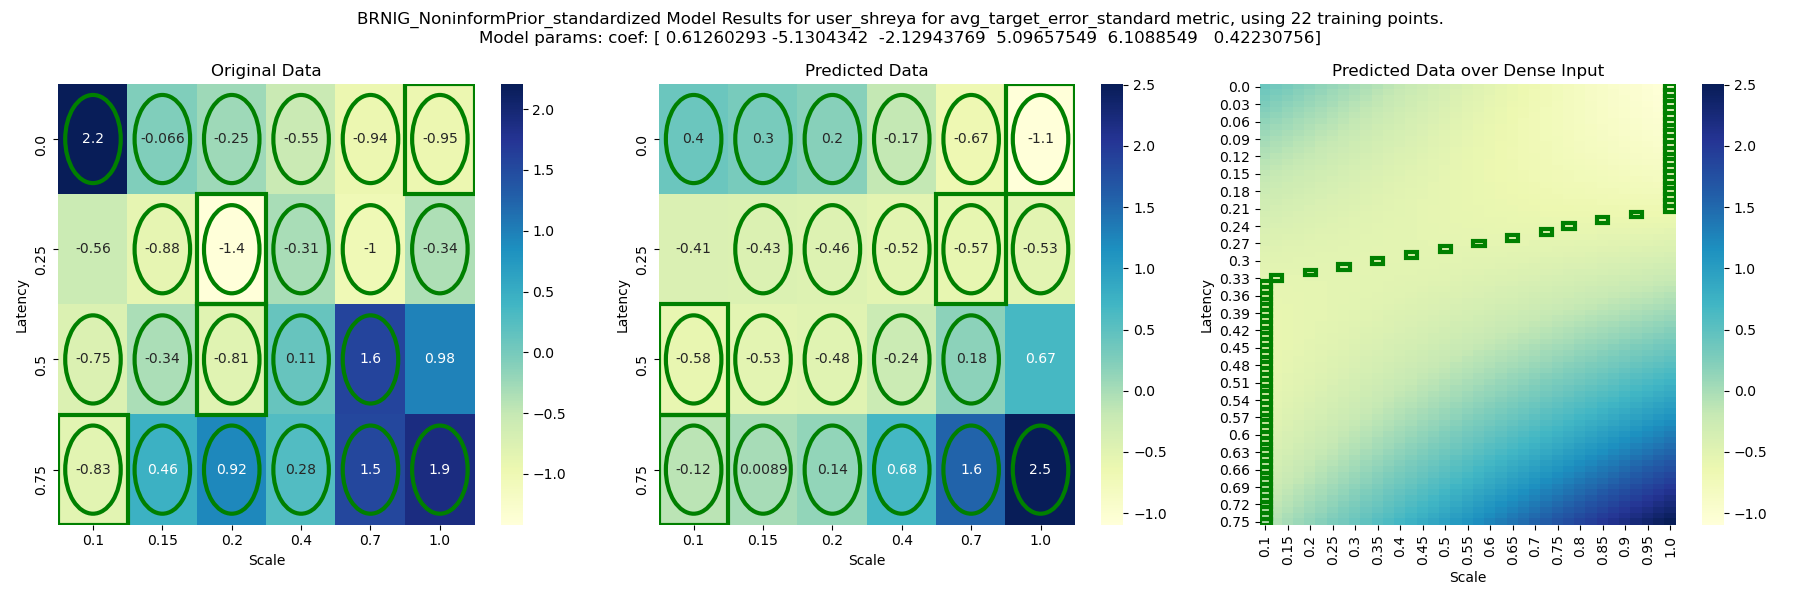 BRNIG_NoninformPrior_standardized Model Results for user_shreya for avg_target_error_standard metric, using 22 training points.
Model params: coef: [ 0.61260293 -5.1304342  -2.12943769  5.09657549  6.1088549   0.42230756]
Original Data
Latency
0.0
0.25
0.5
0.75
2.2 -0.066 -0.25 -0.55 -0.94 -0.95
-0.56 -0.88 -1.4 -0.31 -1 -0.34
-0.75 -0.34 -0.81 0.11 1.6 0.98
-0.83 0.46 0.92 0.28 1.5 1.9
0.1 0.15 0.2 0.4 0.7 1.0
Scale
2.0
1.5
1.0
0.5
0.0
−0.5
−1.0
Predicted Data
Latency
0.0
0.25
0.5
0.75
0.4 0.3 0.2 -0.17 -0.67 -1.1
-0.41 -0.43 -0.46 -0.52 -0.57 -0.53
-0.58 -0.53 -0.48 -0.24 0.18 0.67
-0.12 0.0089 0.14 0.68 1.6 2.5
0.1 0.15 0.2 0.4 0.7 1.0
Scale
2.5
2.0
1.5
1.0
0.5
0.0
−0.5
−1.0
Predicted Data over Dense Input
Latency
0.0
0.03
0.06
0.09
0.12
0.15
0.18
0.21
0.24
0.27
0.3
0.33
0.36
0.39
0.42
0.45
0.48
0.51
0.54
0.57
0.6
0.63
0.66
0.69
0.72
0.75
0.1 0.15 0.2 0.25 0.3 0.35 0.4 0.45 0.5 0.55 0.6 0.65 0.7 0.75 0.8 0.85 0.9 0.95 1.0
Scale
2.5
2.0
1.5
1.0
0.5
0.0
−0.5
−1.0